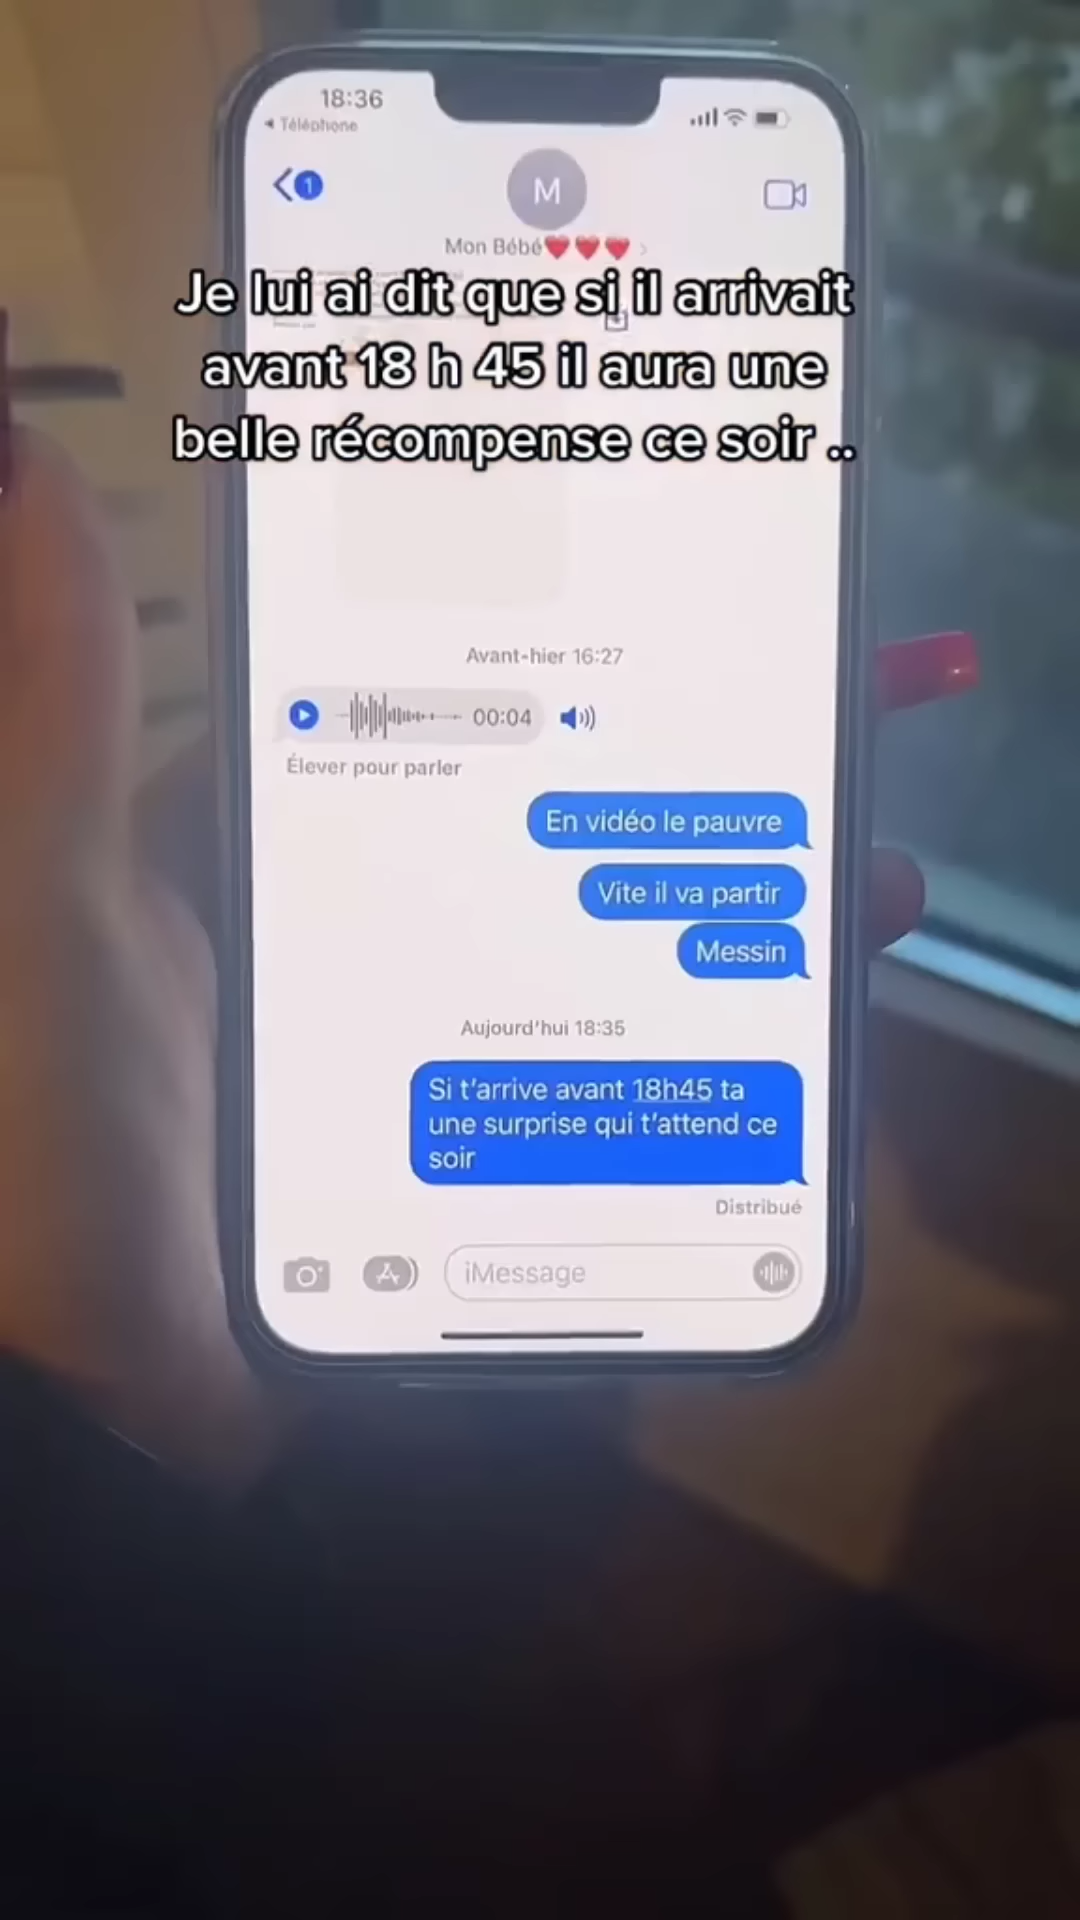 18:36
Téléphone
1
M
Mon Bébé❤️❤️❤️
Je lui ai dit que si il arrivait
avant 18 h 45 il aura une
belle récompense ce soir ..
Avant-hier 16:27
00:04
Élever pour parler
En vidéo le pauvre
Vite il va partir
Messin
Aujourd'hui 18:35
Si t'arrive avant 18h45 ta
une surprise qui t'attend ce
soir
Distribué
iMessage